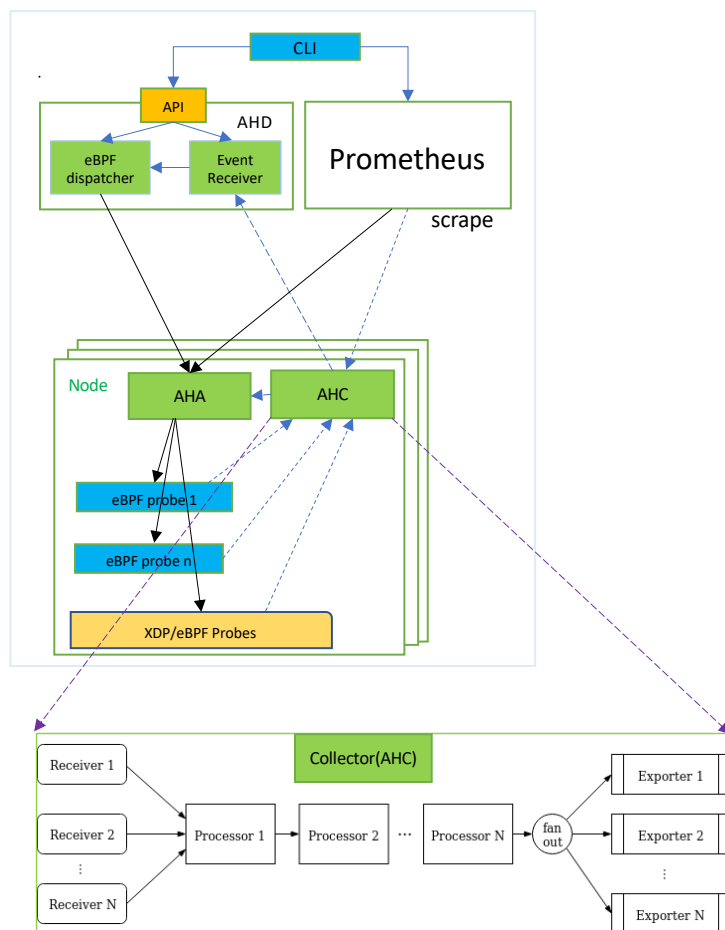 CLI
.
API
AHD
eBPF
dispatcher
Event
Receiver
Prometheus
scrape
Node
AHA
AHC
eBPF probe 1
eBPF probe n
XDP/eBPF Probes
Collector(AHC)
Receiver 1
Exporter 1
Receiver 2
Processor 1
Processor 2
...
Processor N
fan
out
Exporter 2
⋮
⋮
Receiver N
Exporter N